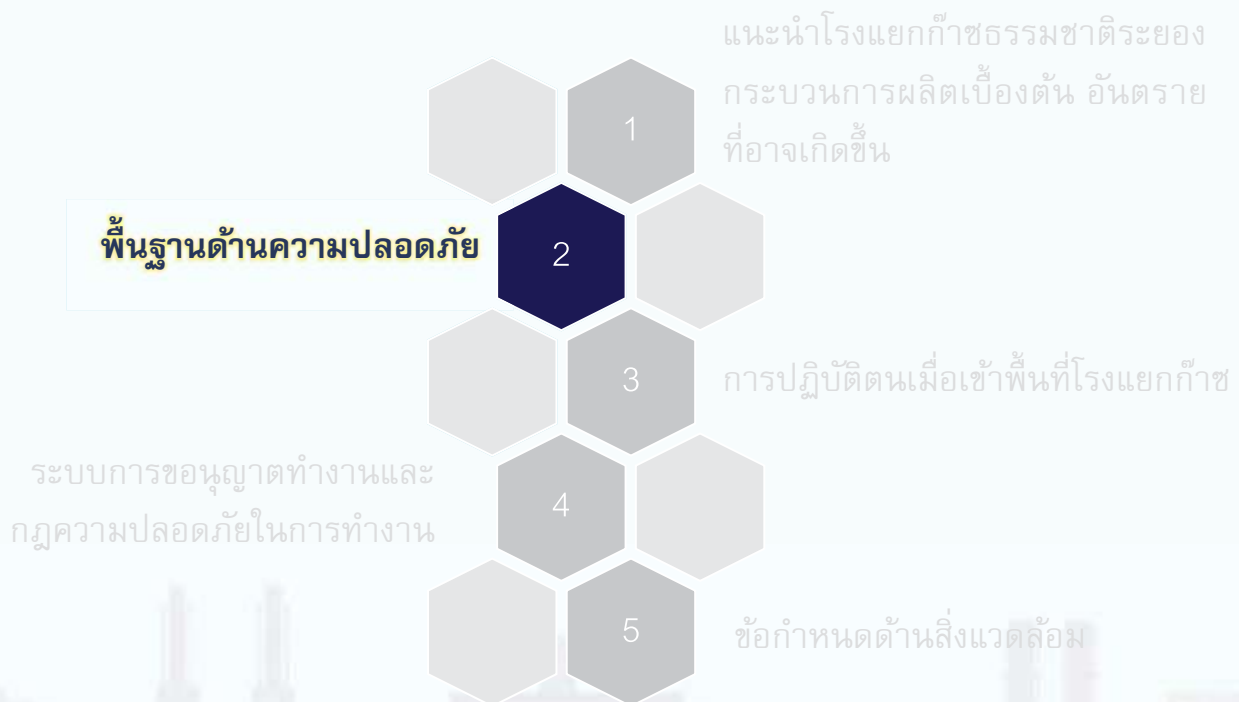 แนะนำโรงแยกก๊าซธรรมชาติระยอง
กระบวนการผลิตเบื้องต้น อันตราย
ที่อาจเกิดขึ้น
1
พื้นฐานด้านความปลอดภัย
2
3
การปฏิบัติตนเมื่อเข้าพื้นที่โรงแยกก๊าซ
ระบบการขอนุญาตทำงานและ
กฎความปลอดภัยในการทำงาน
4
5
ข้อกำหนดด้านสิ่งแวดล้อม